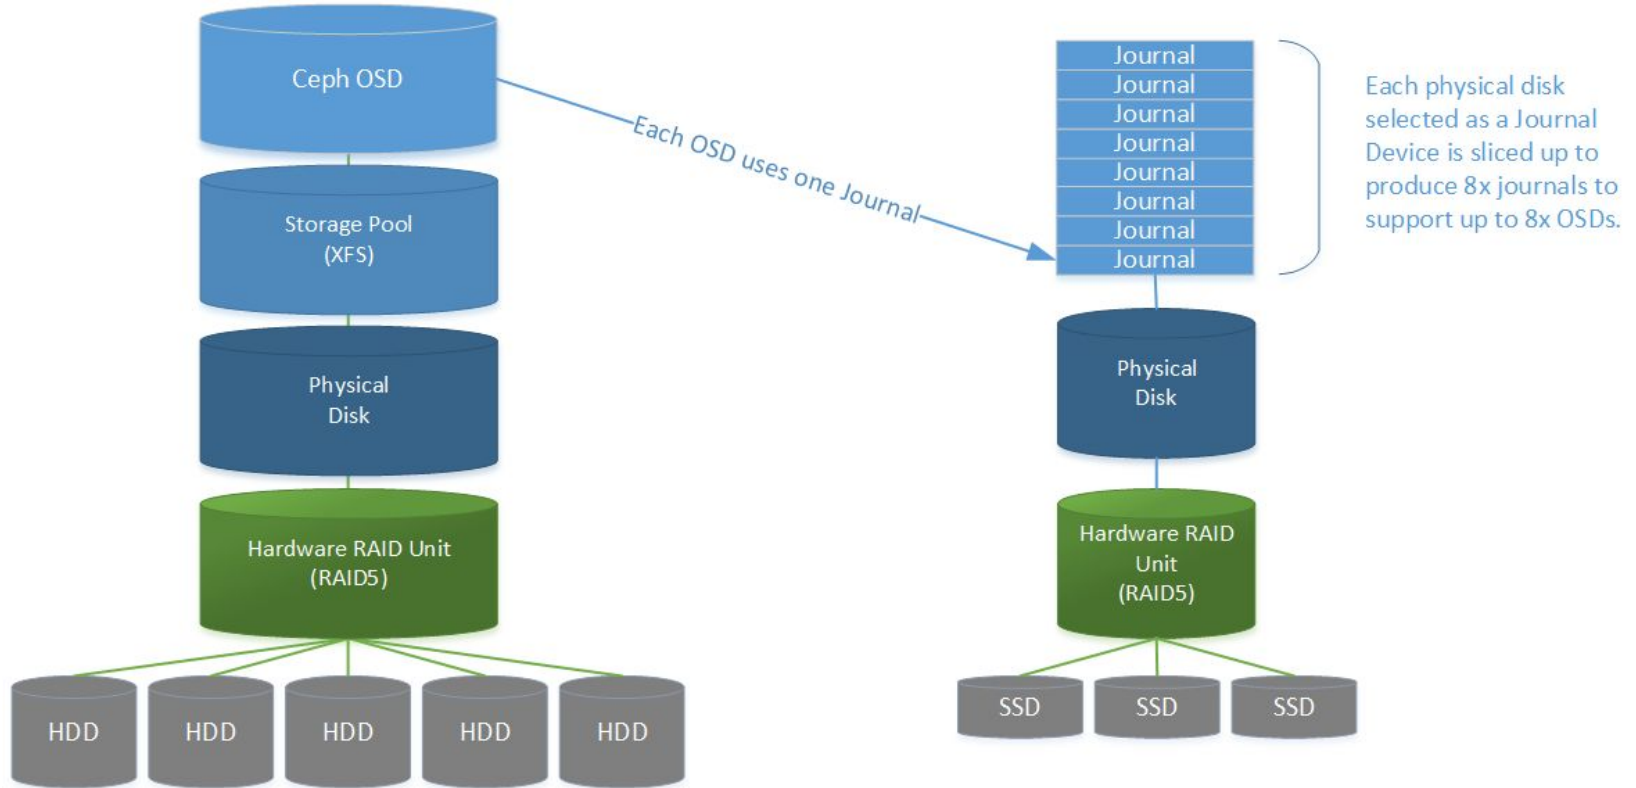 Ceph OSD
Storage Pool
(XFS)
Physical
Disk
Hardware RAID Unit
(RAID5)
HDD
HDD
HDD
HDD
HDD
Each OSD uses one Journal
Journal
Journal
Journal
Journal
Journal
Journal
Journal
Journal
Each physical disk
selected as a Journal
Device is sliced up to
produce 8x journals to
support up to 8x OSDs.
Physical
Disk
Hardware RAID
Unit
(RAID5)
SSD
SSD
SSD